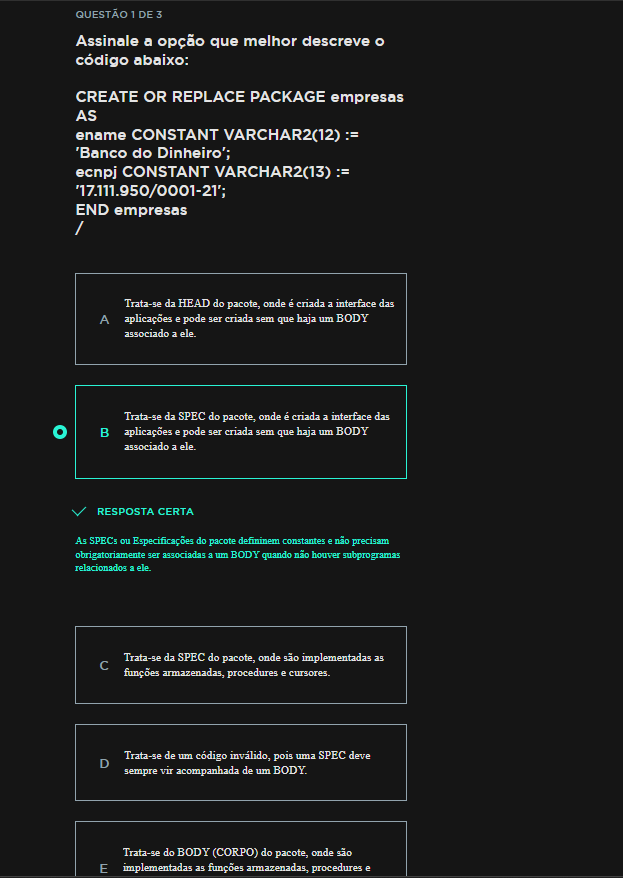 QUESTÃO 1 DE 3
Assinale a opção que melhor descreve o
código abaixo:
CREATE OR REPLACE PACKAGE empresas
AS
ename CONSTANT VARCHAR2(12) :=
'Banco do Dinheiro';
ecnpj CONSTANT VARCHAR2(13) :=
'17.111.950/0001-21';
END empresas
/
A
Trata-se da HEAD do pacote, onde é criada a interface das
aplicações e pode ser criada sem que haja um BODY
associado a ele.
B
Trata-se da SPEC do pacote, onde é criada a interface das
aplicações e pode ser criada sem que haja um BODY
associado a ele.
RESPOSTA CERTA
As SPECs ou Especificações do pacote defininem constantes e não precisam
obrigatoriamente ser associadas a um BODY quando não houver subprogramas
relacionados a ele.
C
Trata-se da SPEC do pacote, onde são implementadas as
funções armazenadas, procedures e cursores.
D
Trata-se de um código inválido, pois uma SPEC deve
sempre vir acompanhada de um BODY.
E
Trata-se do BODY (CORPO) do pacote, onde são
implementadas as funções armazenadas, procedures e